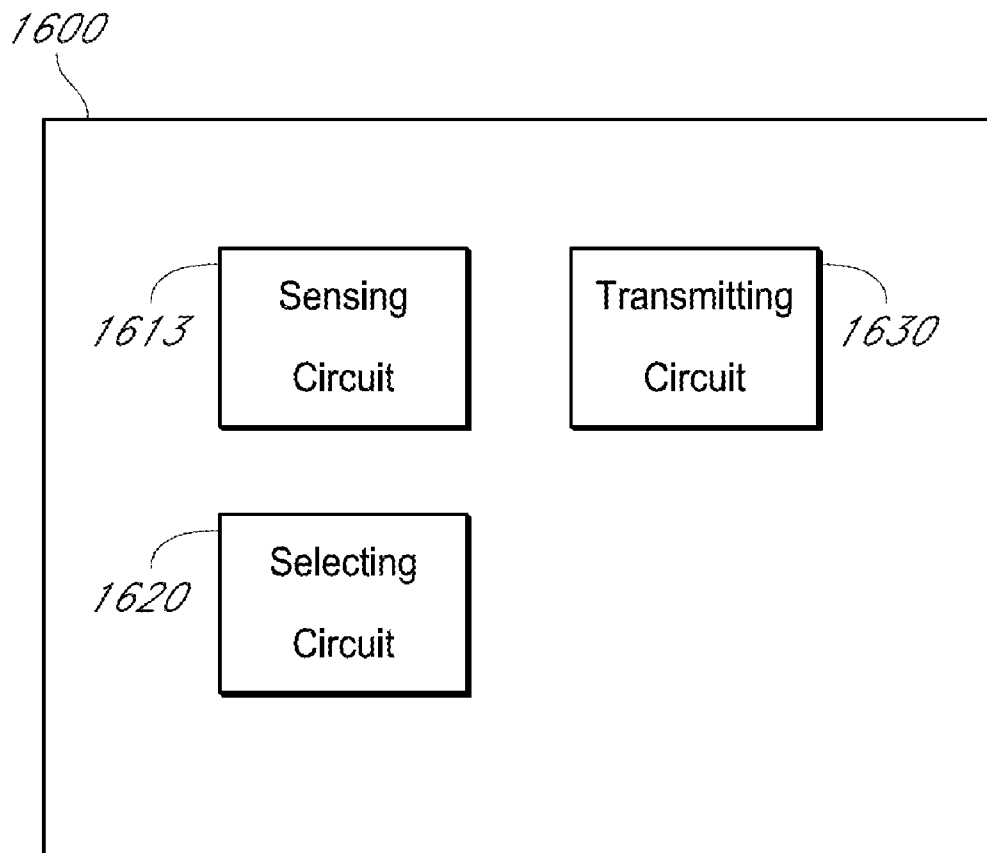 1600
Sensing
Circuit
1613
Transmitting
Circuit
1630
Selecting
Circuit
1620